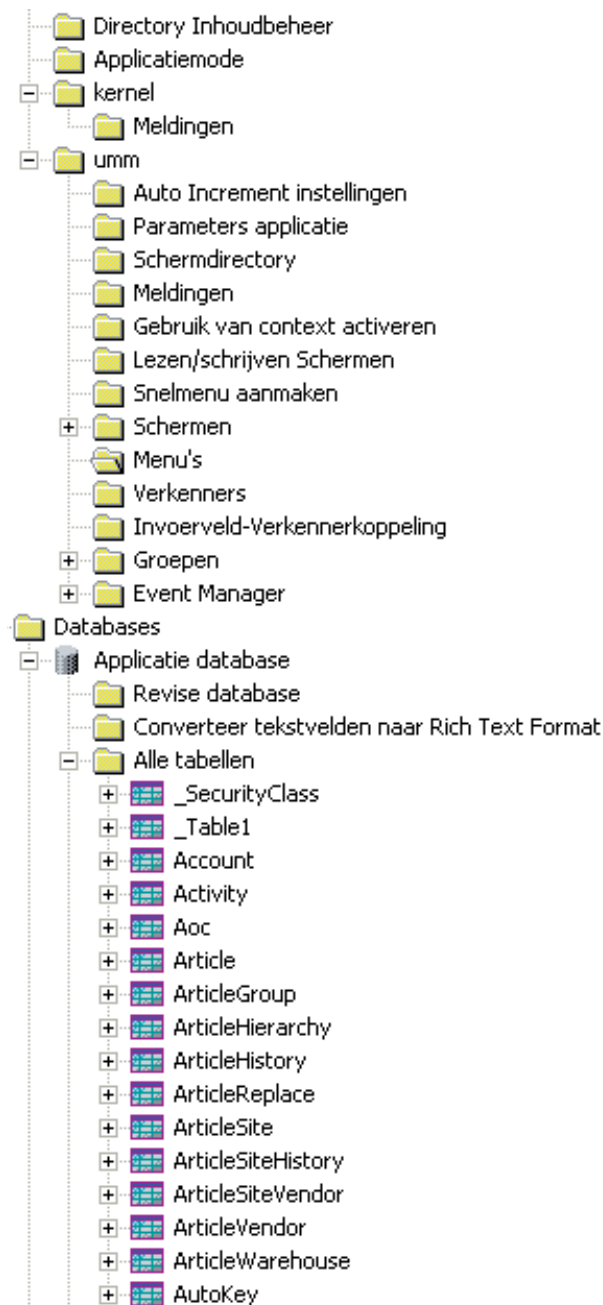 Directory Inhoudbeheer
Applicatiemode
kernel
Meldingen
umm
Auto Increment instellingen
Parameters applicatie
Schermdirectory
Meldingen
Gebruik van context activeren
Lezen/schrijven Schermen
Snelmenu aanmaken
Schermen
Menu's
Verkenners
Invoerveld-Verkennerkoppeling
Groepen
Event Manager
Databases
Applicatie database
Revise database
Converteer tekstvelden naar Rich Text Format
Alle tabellen
_SecurityClass
_Table1
Account
Activity
Aoc
Article
ArticleGroup
ArticleHierarchy
ArticleHistory
ArticleReplace
ArticleSite
ArticleSiteHistory
ArticleSiteVendor
ArticleVendor
ArticleWarehouse
AutoKey